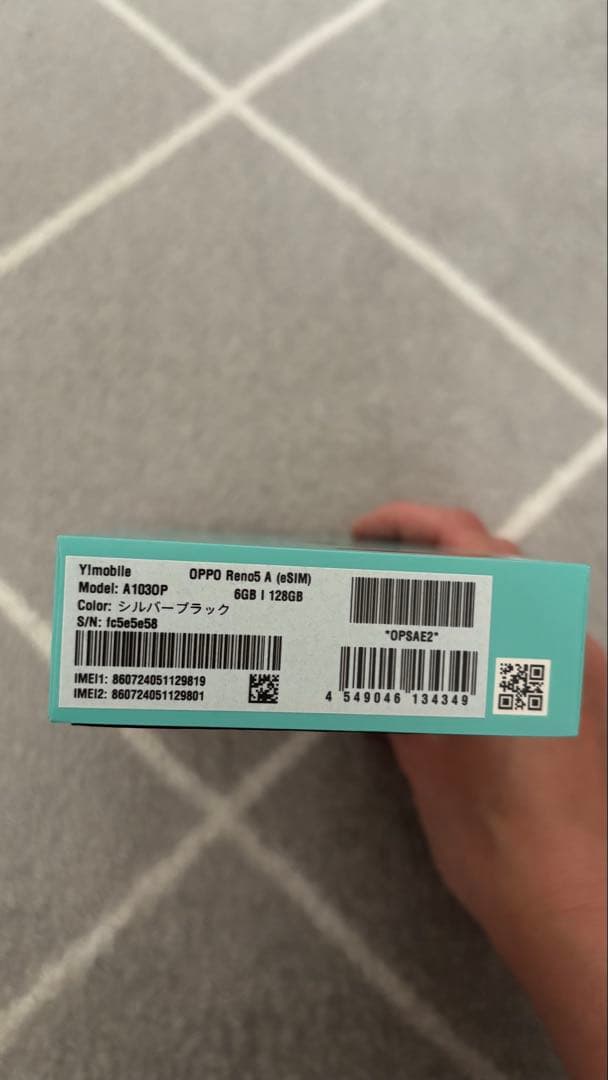 Y!mobile
OPPO Reno5 A (eSIM)
Model: A103OP
6GB | 128GB
Color: シルバーブラック
S/N: fc5e5e58
IMEI1: 860724051129819
IMEI2: 860724051129801
*OPSAE2*
4 549046 134349